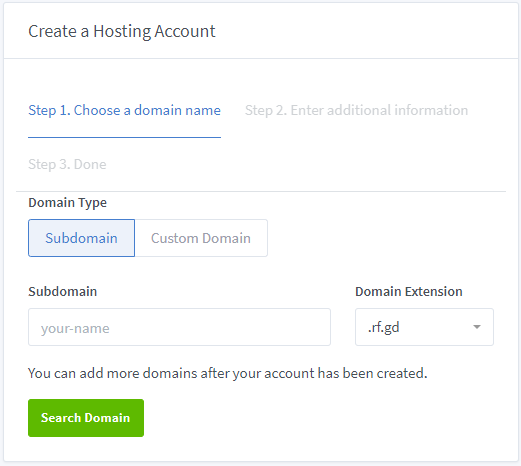 Create a Hosting Account
Step 1. Choose a domain name Step 2. Enter additional information
Step 3. Done
Domain Type
Subdomain Custom Domain
Subdomain Domain Extension
your-name .rf.gd
You can add more domains after your account has been created.
Search Domain